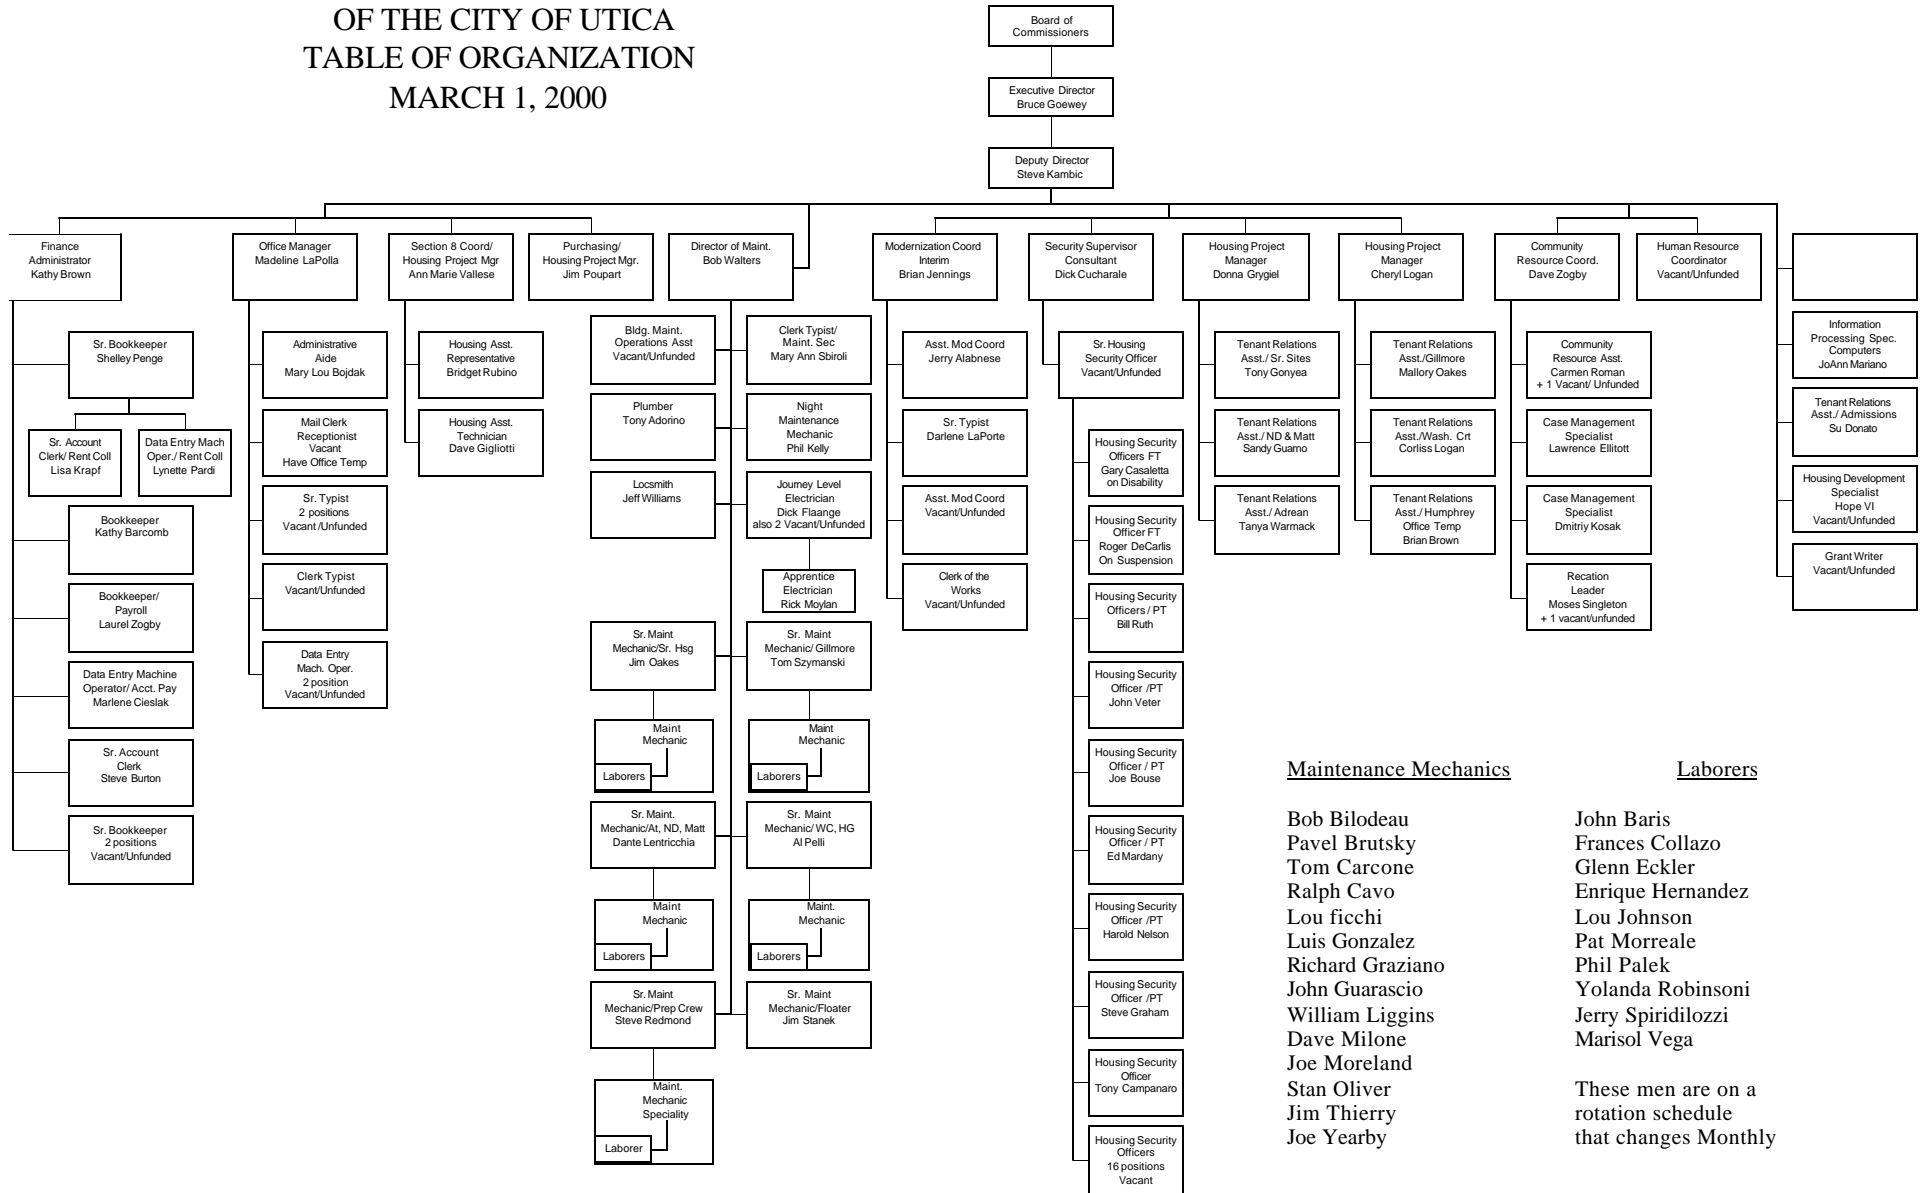 OF THE CITY OF UTICA
TABLE OF ORGANIZATION
MARCH 1, 2000
Board of
Commissioners
Executive Director
Bruce Goewey
Deputy Director
Steve Kambic
Finance
Administrator
Kathy Brown
Sr. Bookkeeper
Shelley Penge
Sr. Account
Clerk/ Rent Coll
Lisa Krapf
Data Entry Mach
Oper./ Rent Coll
Lynette Pardi
Bookkeeper
Kathy Barcomb
Bookkeeper/
Payroll
Laurel Zogby
Data Entry Machine
Operator/ Acct. Pay
Marlene Cieslak
Sr. Account
Clerk
Steve Burton
Sr. Bookkeeper
2 positions
Vacant/Unfunded
Office Manager
Madeline LaPolla
Administrative
Aide
Mary Lou Bojdak
Mail Clerk
Receptionist
Vacant
Have Office Temp
Sr. Typist
2 positions
Vacant /Unfunded
Clerk Typist
Vacant/Unfunded
Data Entry
Mach. Oper.
2 position
Vacant/Unfunded
Section 8 Coord/
Housing Project Mgr
Ann Marie Vallese
Housing Asst.
Representative
Bridget Rubino
Housing Asst.
Technician
Dave Gigliotti
Purchasing/
Housing Project Mgr.
Jim Poupart
Director of Maint.
Bob Walters
Bldg. Maint.
Operations Asst
Vacant/Unfunded
Clerk Typist/
Maint. Sec
Mary Ann Sbiroli
Plumber
Tony Adorino
Night
Maintenance
Mechanic
Phil Kelly
Locsmith
Jeff Williams
Journey Level
Electrician
Dick Flaange
also 2 Vacant/Unfunded
Apprentice
Electrician
Rick Moylan
Sr. Maint
Mechanic/Sr. Hsg
Jim Oakes
Sr. Maint
Mechanic/ Gillmore
Tom Szymanski
Maint
Mechanic
Laborers
Maint
Mechanic
Laborers
Sr. Maint.
Mechanic/At, ND, Matt
Dante Lentricchia
Sr. Maint
Mechanic/ WC, HG
Al Pelli
Maint
Mechanic
Laborers
Maint.
Mechanic
Laborers
Sr. Maint
Mechanic/Prep Crew
Steve Redmond
Sr. Maint
Mechanic/Floater
Jim Stanek
Maint.
Mechanic
Speciality
Laborer
Modernization Coord
Interim
Brian Jennings
Asst. Mod Coord
Jerry Alabnese
Sr. Typist
Darlene LaPorte
Asst. Mod Coord
Vacant/Unfunded
Clerk of the
Works
Vacant/Unfunded
Security Supervisor
Consultant
Dick Cucharale
Sr. Housing
Security Officer
Vacant/Unfunded
Housing Security
Officers FT
Gary Casaletta
on Disability
Housing Security
Officer FT
Roger DeCarlis
On Suspension
Housing Security
Officers / PT
Bill Ruth
Housing Security
Officer /PT
John Veter
Housing Security
Officer / PT
Joe Bouse
Housing Security
Officer / PT
Ed Mardany
Housing Security
Officer /PT
Harold Nelson
Housing Security
Officer /PT
Steve Graham
Housing Security
Officer
Tony Campanaro
Housing Security
Officers
16 positions
Vacant
Housing Project
Manager
Donna Grygiel
Tenant Relations
Asst./ Sr. Sites
Tony Gonyea
Tenant Relations
Asst./ ND & Matt
Sandy Guarno
Tenant Relations
Asst./ Adrean
Tanya Warmack
Housing Project
Manager
Cheryl Logan
Tenant Relations
Asst./Gillmore
Mallory Oakes
Tenant Relations
Asst./Wash. Crt
Corliss Logan
Tenant Relations
Asst./ Humphrey
Office Temp
Brian Brown
Community
Resource Coord.
Dave Zogby
Community
Resource Asst.
Carmen Roman
+ 1 Vacant/ Unfunded
Case Management
Specialist
Lawrence Ellitott
Case Management
Specialist
Dmitriy Kosak
Recation
Leader
Moses Singleton
+ 1 vacant/unfunded
Human Resource
Coordinator
Vacant/Unfunded
Information
Processing Spec.
Computers
JoAnn Mariano
Tenant Relations
Asst./ Admissions
Su Donato
Housing Development
Specialist
Hope VI
Vacant/Unfunded
Grant Writer
Vacant/Unfunded
Maintenance Mechanics
Bob Bilodeau
Pavel Brutsky
Tom Carcone
Ralph Cavo
Lou ficchi
Luis Gonzalez
Richard Graziano
John Guarascio
William Liggins
Dave Milone
Joe Moreland
Stan Oliver
Jim Thierry
Joe Yearby
Laborers
John Baris
Frances Collazo
Glenn Eckler
Enrique Hernandez
Lou Johnson
Pat Morreale
Phil Palek
Yolanda Robinsoni
Jerry Spiridilozzi
Marisol Vega
These men are on a
rotation schedule
that changes Monthly